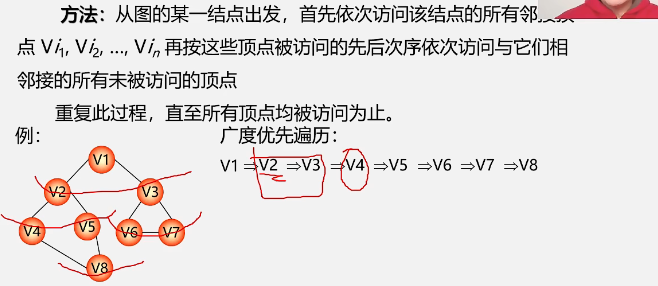 方法：从图的某一结点出发，首先依次访问该结点的所有邻接顶
点 Vi1, Vi2, ..., Vin 再按这些顶点被访问的先后次序依次访问与它们相
邻接的所有未被访问的顶点
重复此过程，直至所有顶点均被访问为止。
例：
广度优先遍历：
V1 ⇒V2 ⇒V3 ⇒V4 ⇒V5 ⇒V6 ⇒V7 ⇒V8
V1
V2
V3
V4
V5
V6
V7
V8